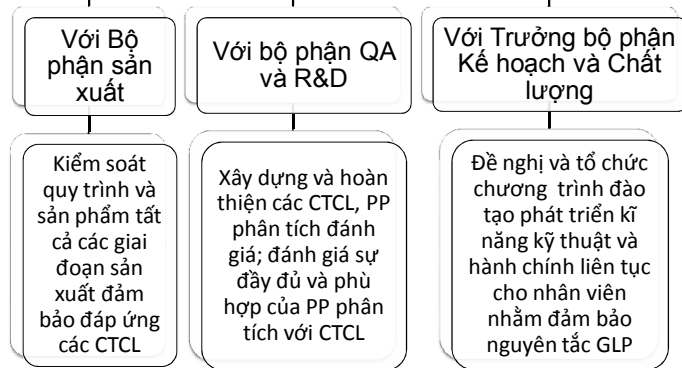 Với Bộ
phận sản
xuất
Với bộ phận QA
và R&D
Với Trưởng bộ phận
Kế hoạch và Chất
lượng
Kiểm soát
quy trình và
sản phẩm tất
cả các giai
đoạn sản
xuất đảm
bảo đáp ứng
các CTCL
Xây dựng và hoàn
thiện các CTCL, PP
phân tích đánh
giá; đánh giá sự
đầy đủ và phù
hợp của PP phân
tích với CTCL
Đề nghị và tổ chức
chương trình đào
tạo phát triển kĩ
năng kỹ thuật và
hành chính liên tục
cho nhân viên
nhằm đảm bảo
nguyên tắc GLP